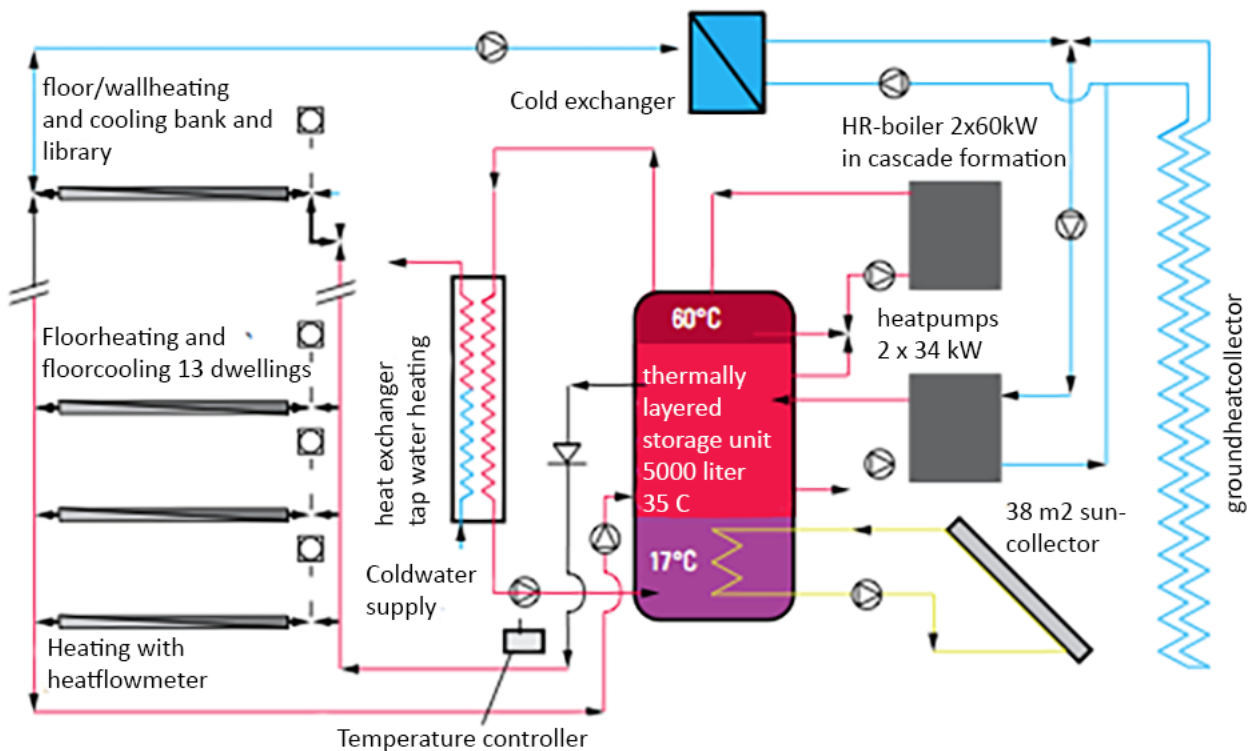 floor/wallheating
and cooling bank and
library
Cold exchanger
HR-boiler 2x60kW
in cascade formation
60°C
heatpumps
2 x 34 kW
Floorheating and
floorcooling 13 dwellings
heat exchanger
tap water heating
thermally
layered
storage unit
5000 liter
35 C
groundheatcollector
38 m2 sun-
collector
17°C
Coldwater
supply
Heating with
heatflowmeter
Temperature controller